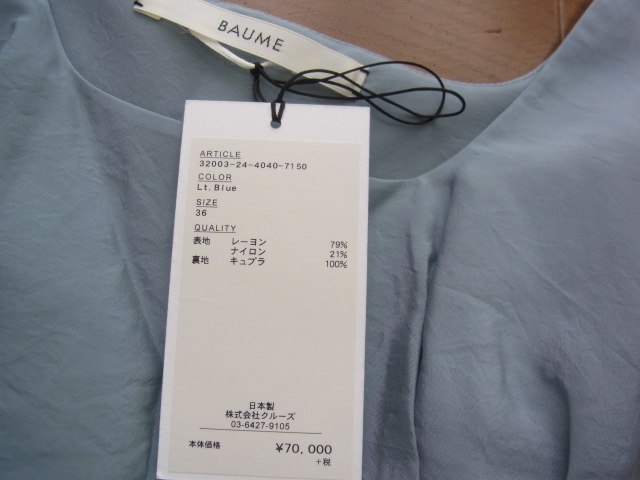 BAUME
ARTICLE
32003-24-4040-7150
COLOR
Lt.Blue
SIZE
36
QUALITY
表地 レーヨン 79%
ナイロン 21%
裏地 キュプラ 100%
日本製
株式会社クルーズ
03-6427-9105
本体価格 ¥70,000
+税